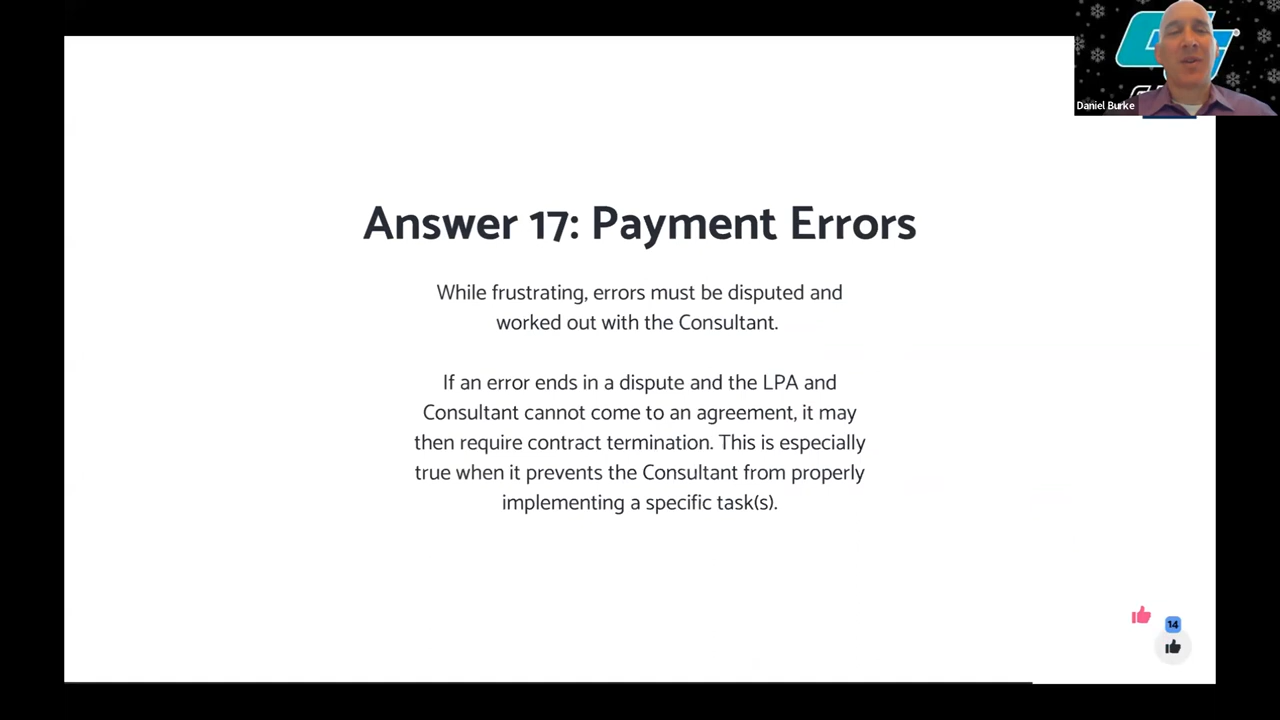 Daniel Burke
Answer 17: Payment Errors
While frustrating, errors must be disputed and
worked out with the Consultant.
If an error ends in a dispute and the LPA and
Consultant cannot come to an agreement, it may
then require contract termination. This is especially
true when it prevents the Consultant from properly
implementing a specific task(s).
14